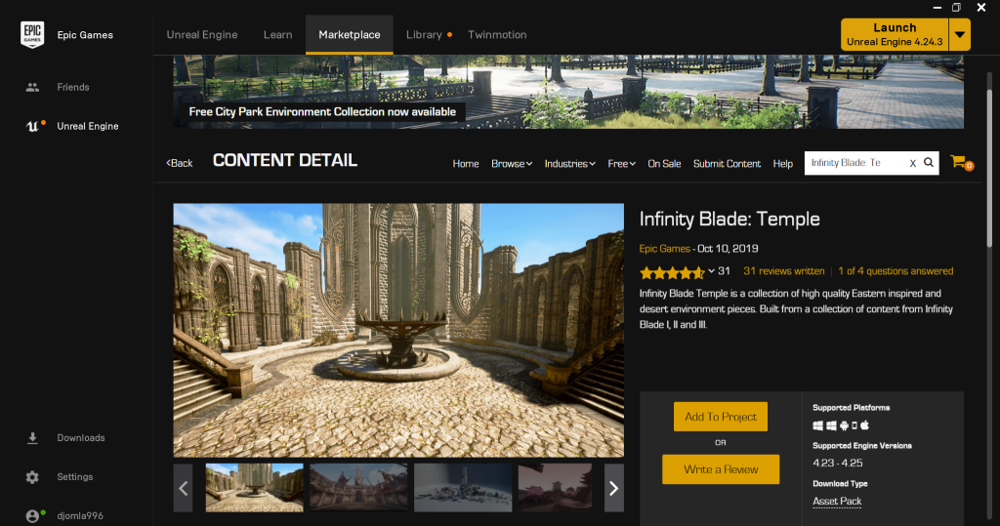 EPIC
GAMES
Epic Games
Unreal Engine
Learn
Marketplace
Library
Twinmotion
Launch
Unreal Engine 4.24.3
Friends
Unreal Engine
Free City Park Environment Collection now available
Back
CONTENT DETAIL
Home
Browse
Industries
Free
On Sale
Submit Content
Help
Infinity Blade: Te
X
0
Infinity Blade: Temple
Epic Games - Oct 10, 2019
31
31 reviews written
1 of 4 questions answered
Infinity Blade Temple is a collection of high quality Eastern inspired and
desert environment pieces. Built from a collection of content from Infinity
Blade I, II and III.
Add To Project
OR
Write a Review
Supported Platforms
Supported Engine Versions
4.23 - 4.25
Download Type
Asset Pack
Downloads
Settings
djomla996